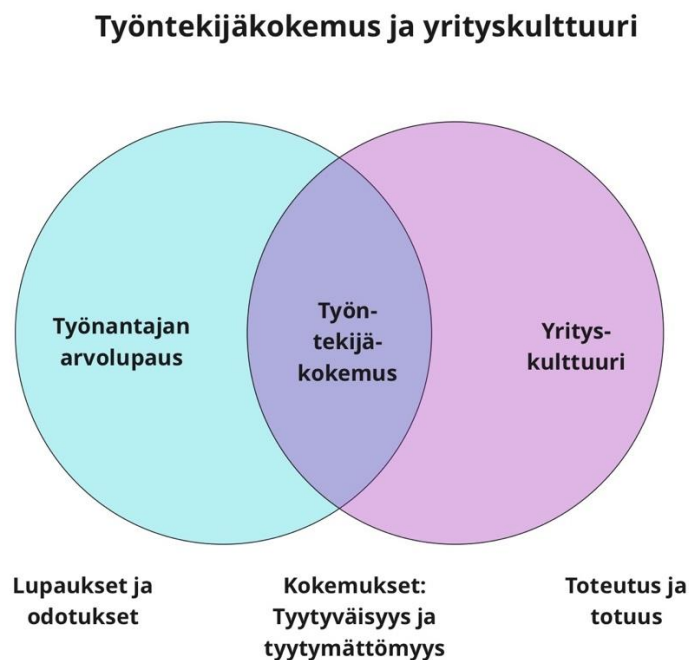 Työntekijäkokemus ja yrityskulttuuri
Työnantajan
arvolupaus
Työn-
tekijä-
kokemus
Yritys-
kulttuuri
Lupaukset ja
odotukset
Kokemukset:
Tyytyväisyys ja
tyytymättömyys
Toteutus ja
totuus